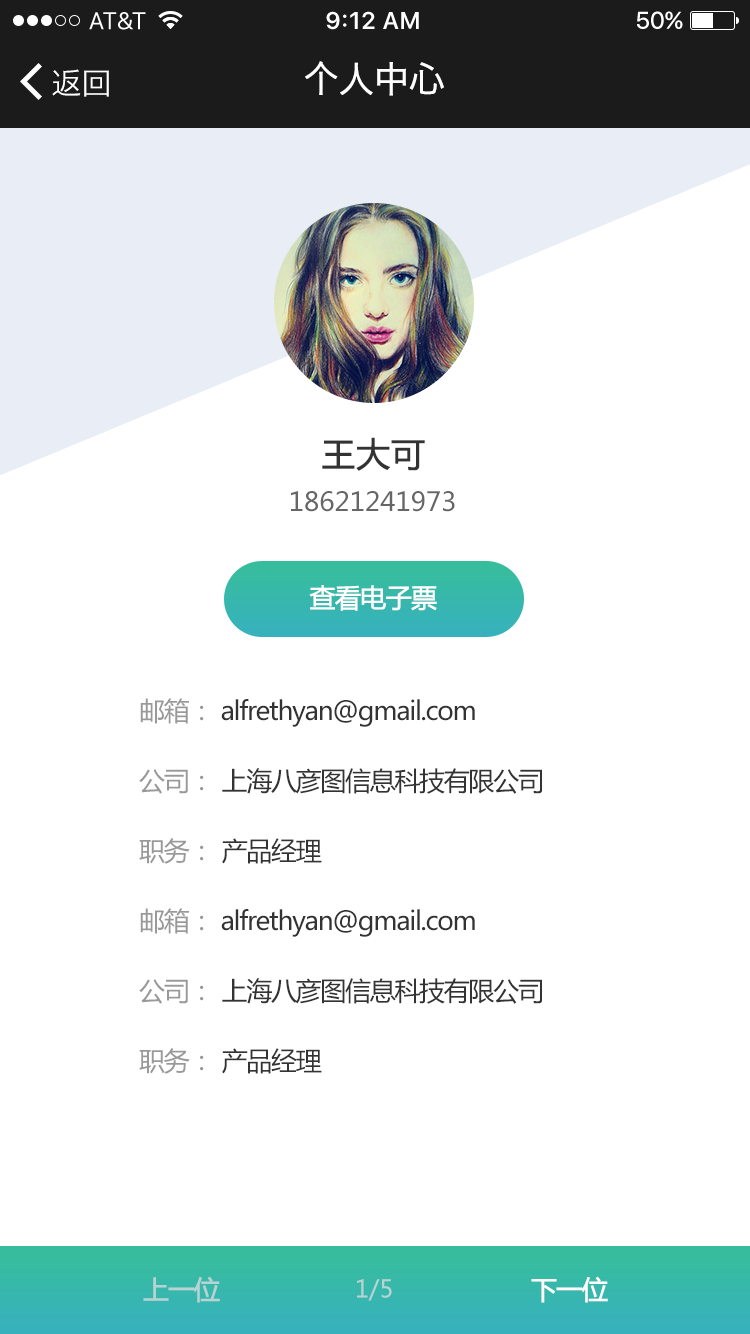 AT&T 9:12 AM 50%
返回 个人中心
王大可
18621241973
查看电子票
邮箱： alfrethyan@gmail.com
公司： 上海八彦图信息科技有限公司
职务： 产品经理
邮箱： alfrethyan@gmail.com
公司： 上海八彦图信息科技有限公司
职务： 产品经理
上一位 1/5 下一位